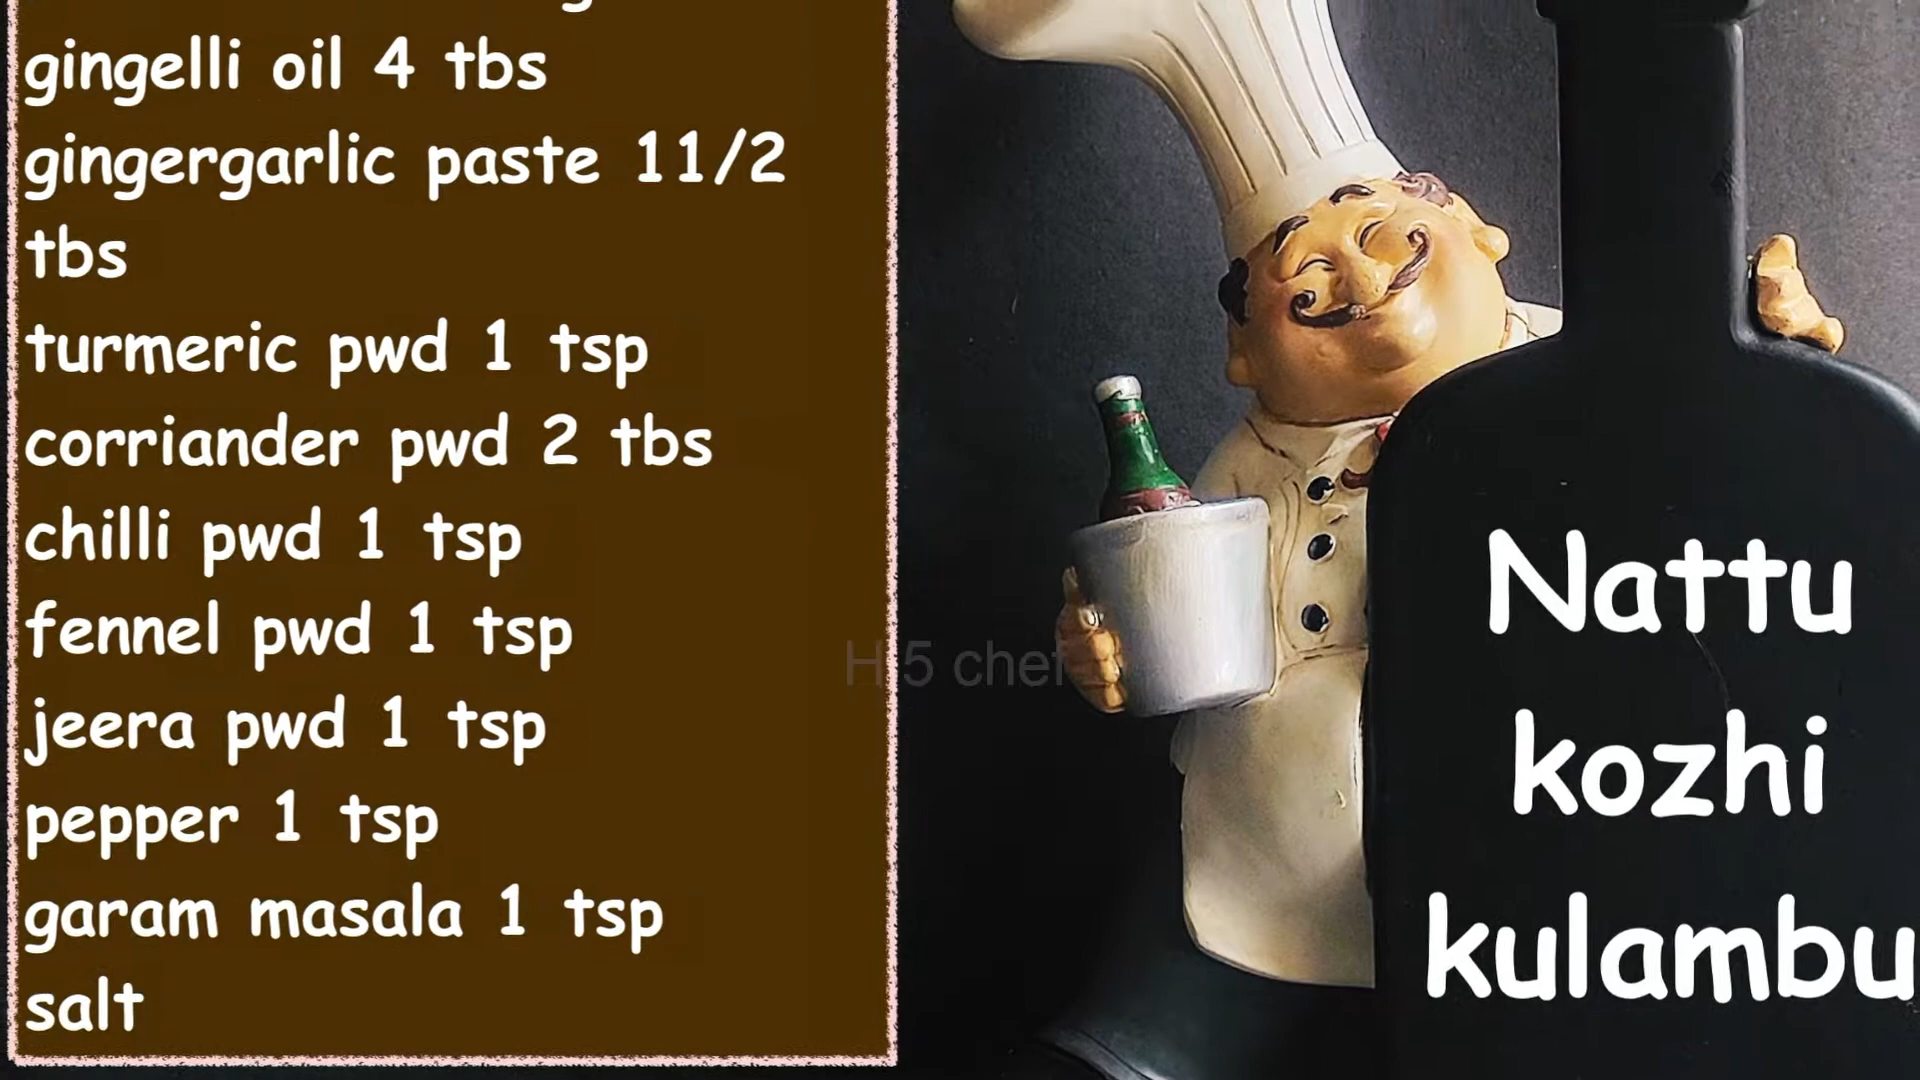 gingelli oil 4 tbs
gingergarlic paste 11/2
tbs
turmeric pwd 1 tsp
corriander pwd 2 tbs
chilli pwd 1 tsp
fennel pwd 1 tsp
jeera pwd 1 tsp
pepper 1 tsp
garam masala 1 tsp
salt
Hi5 chef
Nattu
kozhi
kulambu